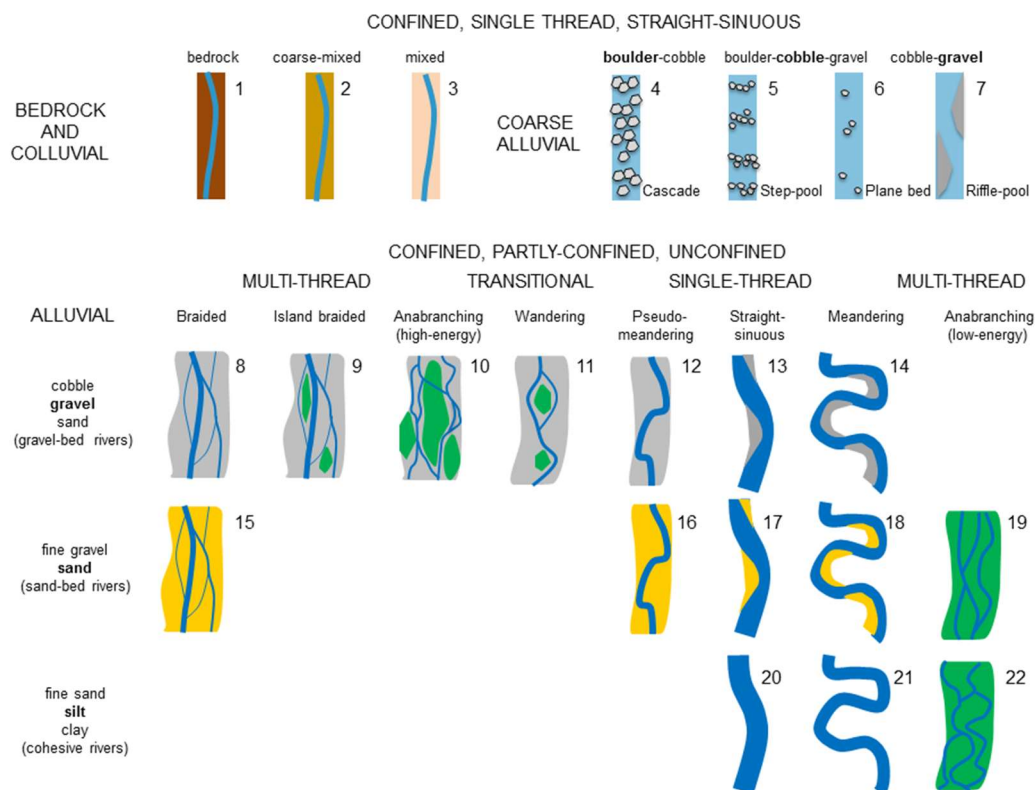 CONFINED, SINGLE THREAD, STRAIGHT-SINUOUS
bedrock coarse-mixed mixed boulder-cobble boulder-cobble-gravel cobble-gravel
1 2 3 4 5 6 7
BEDROCK
AND
COLLUVIAL
COARSE
ALLUVIAL
Cascade Step-pool Plane bed Riffle-pool
CONFINED, PARTLY-CONFINED, UNCONFINED
MULTI-THREAD TRANSITIONAL SINGLE-THREAD MULTI-THREAD
ALLUVIAL
Braided
Island braided
Anabranching
(high-energy)
Wandering
Pseudo-
meandering
Straight-
sinuous
Meandering
Anabranching
(low-energy)
8 9 10 11 12 13 14
cobble
gravel
sand
(gravel-bed rivers)
15 16 17 18 19
fine gravel
sand
(sand-bed rivers)
20 21 22
fine sand
silt
clay
(cohesive rivers)